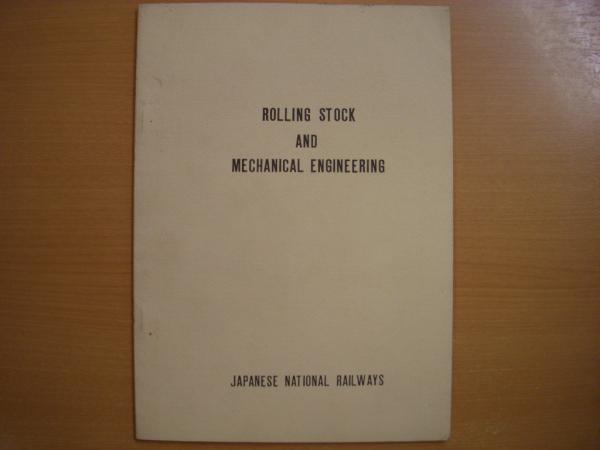 ROLLING STOCK
AND
MECHANICAL ENGINEERING
JAPANESE NATIONAL RAILWAYS